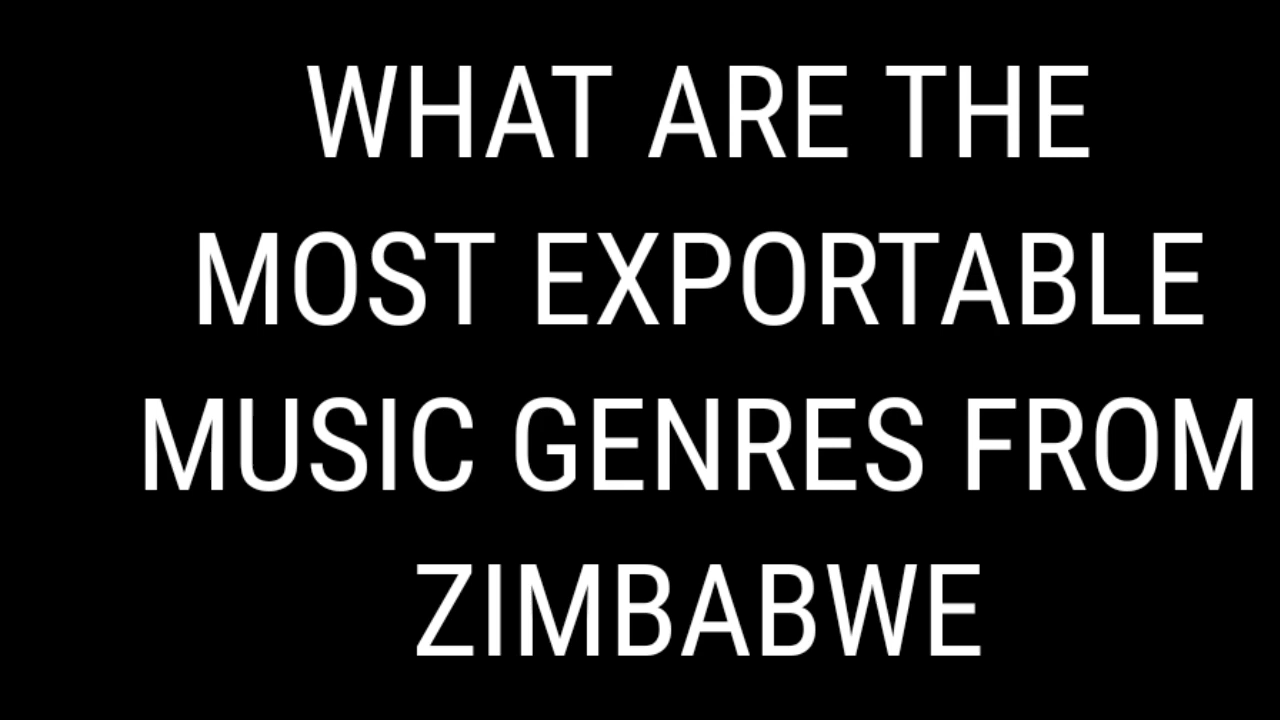 WHAT ARE THE
MOST EXPORTABLE
MUSIC GENRES FROM
ZIMBABWE